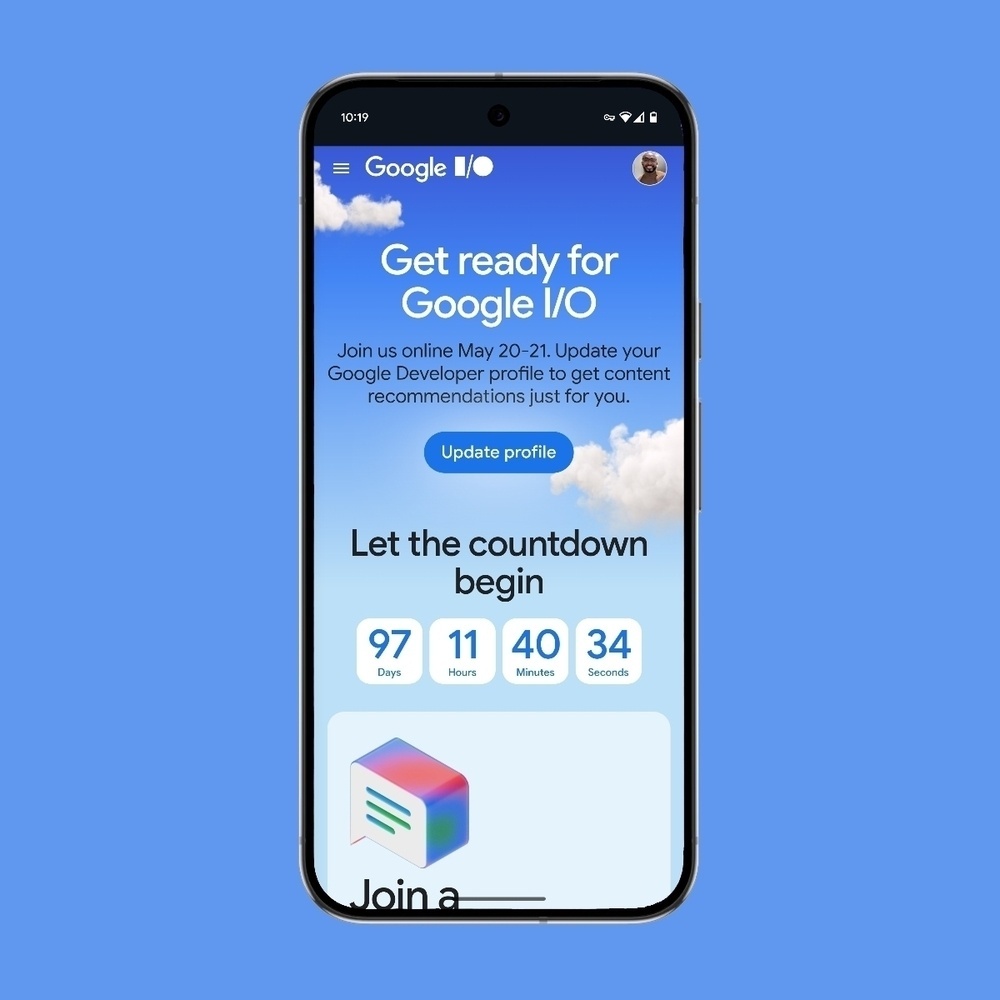 10:19
Google I/O
Get ready for
Google I/O
Join us online May 20-21. Update your
Google Developer profile to get content
recommendations just for you.
Update profile
Let the countdown
begin
97 11 40 34
Days Hours Minutes Seconds
Join a